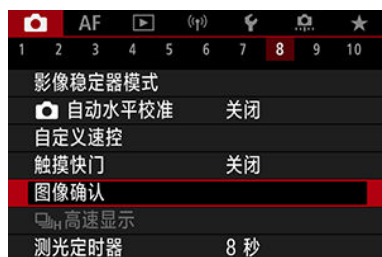 AF
1 2 3 4 5 6 7 8 9 10
影像稳定器模式
自动水平校准 关闭
自定义速控
触摸快门 关闭
图像确认
H高速显示
测光定时器 8 秒